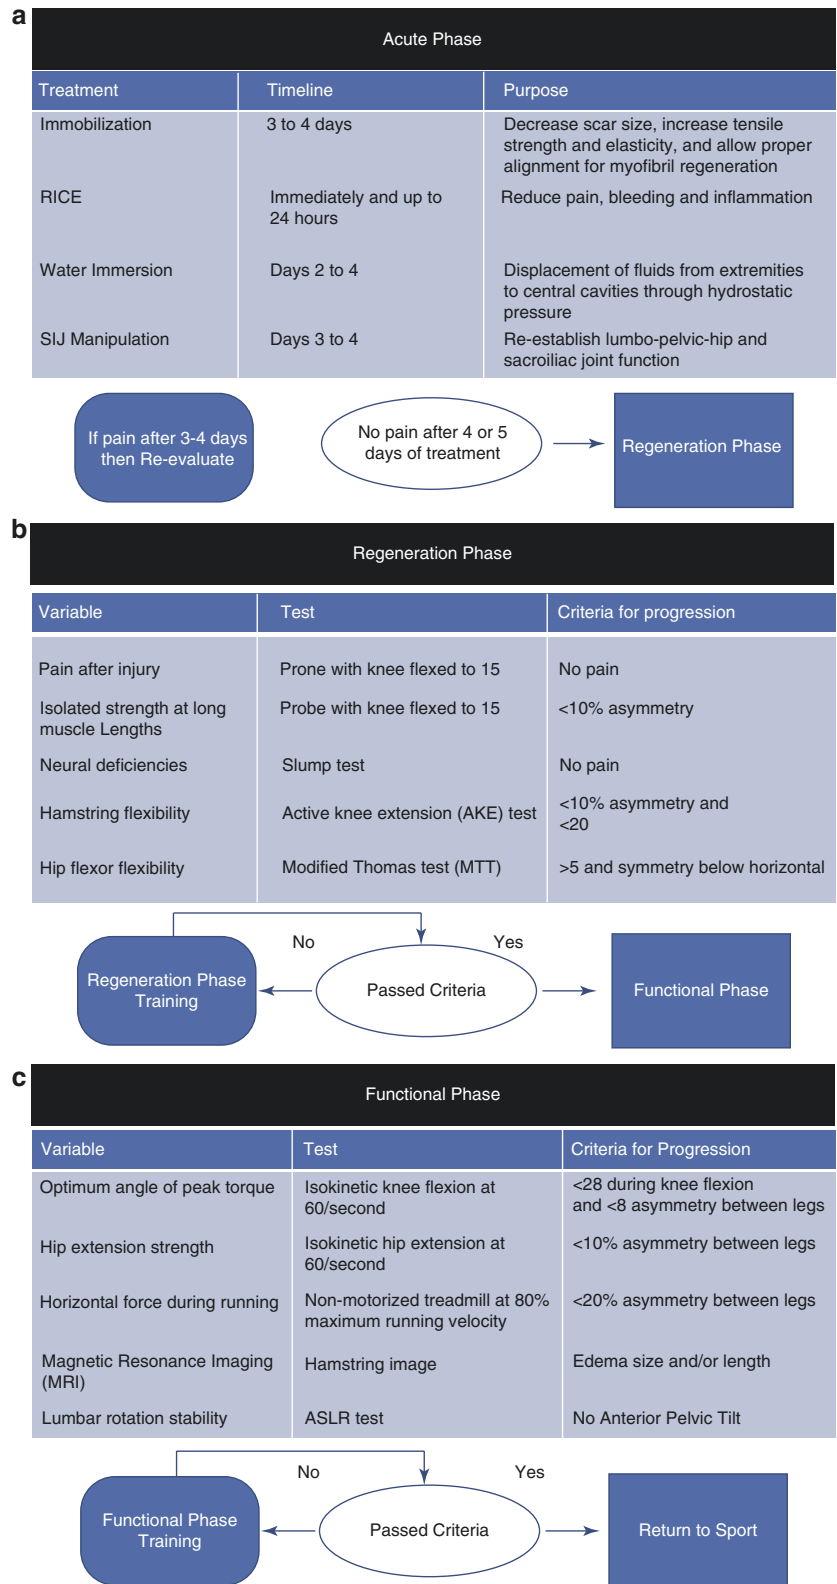 a
Acute Phase
Treatment Timeline Purpose
Immobilization 3 to 4 days Decrease scar size, increase tensile
strength and elasticity, and allow proper
alignment for myofibril regeneration
RICE Immediately and up to Reduce pain, bleeding and inflammation
24 hours
Water Immersion Days 2 to 4 Displacement of fluids from extremities
to central cavities through hydrostatic
pressure
SIJ Manipulation Days 3 to 4 Re-establish lumbo-pelvic-hip and
sacroiliac joint function
If pain after 3-4 days
then Re-evaluate
No pain after 4 or 5
days of treatment
Regeneration Phase
b
Regeneration Phase
Variable Test Criteria for progression
Pain after injury Prone with knee flexed to 15 No pain
Isolated strength at long Probe with knee flexed to 15 <10% asymmetry
muscle Lengths
Neural deficiencies Slump test No pain
Hamstring flexibility Active knee extension (AKE) test <10% asymmetry and
<20
Hip flexor flexibility Modified Thomas test (MTT) >5 and symmetry below horizontal
No Yes
Regeneration Phase
Training
Passed Criteria
Functional Phase
c
Functional Phase
Variable Test Criteria for Progression
Optimum angle of peak torque Isokinetic knee flexion at <28 during knee flexion
60/second and <8 asymmetry between legs
Hip extension strength Isokinetic hip extension at <10% asymmetry between legs
60/second
Horizontal force during running Non-motorized treadmill at 80% <20% asymmetry between legs
maximum running velocity
Magnetic Resonance Imaging Hamstring image Edema size and/or length
(MRI)
Lumbar rotation stability ASLR test No Anterior Pelvic Tilt
No Yes
Functional Phase
Training
Passed Criteria
Return to Sport